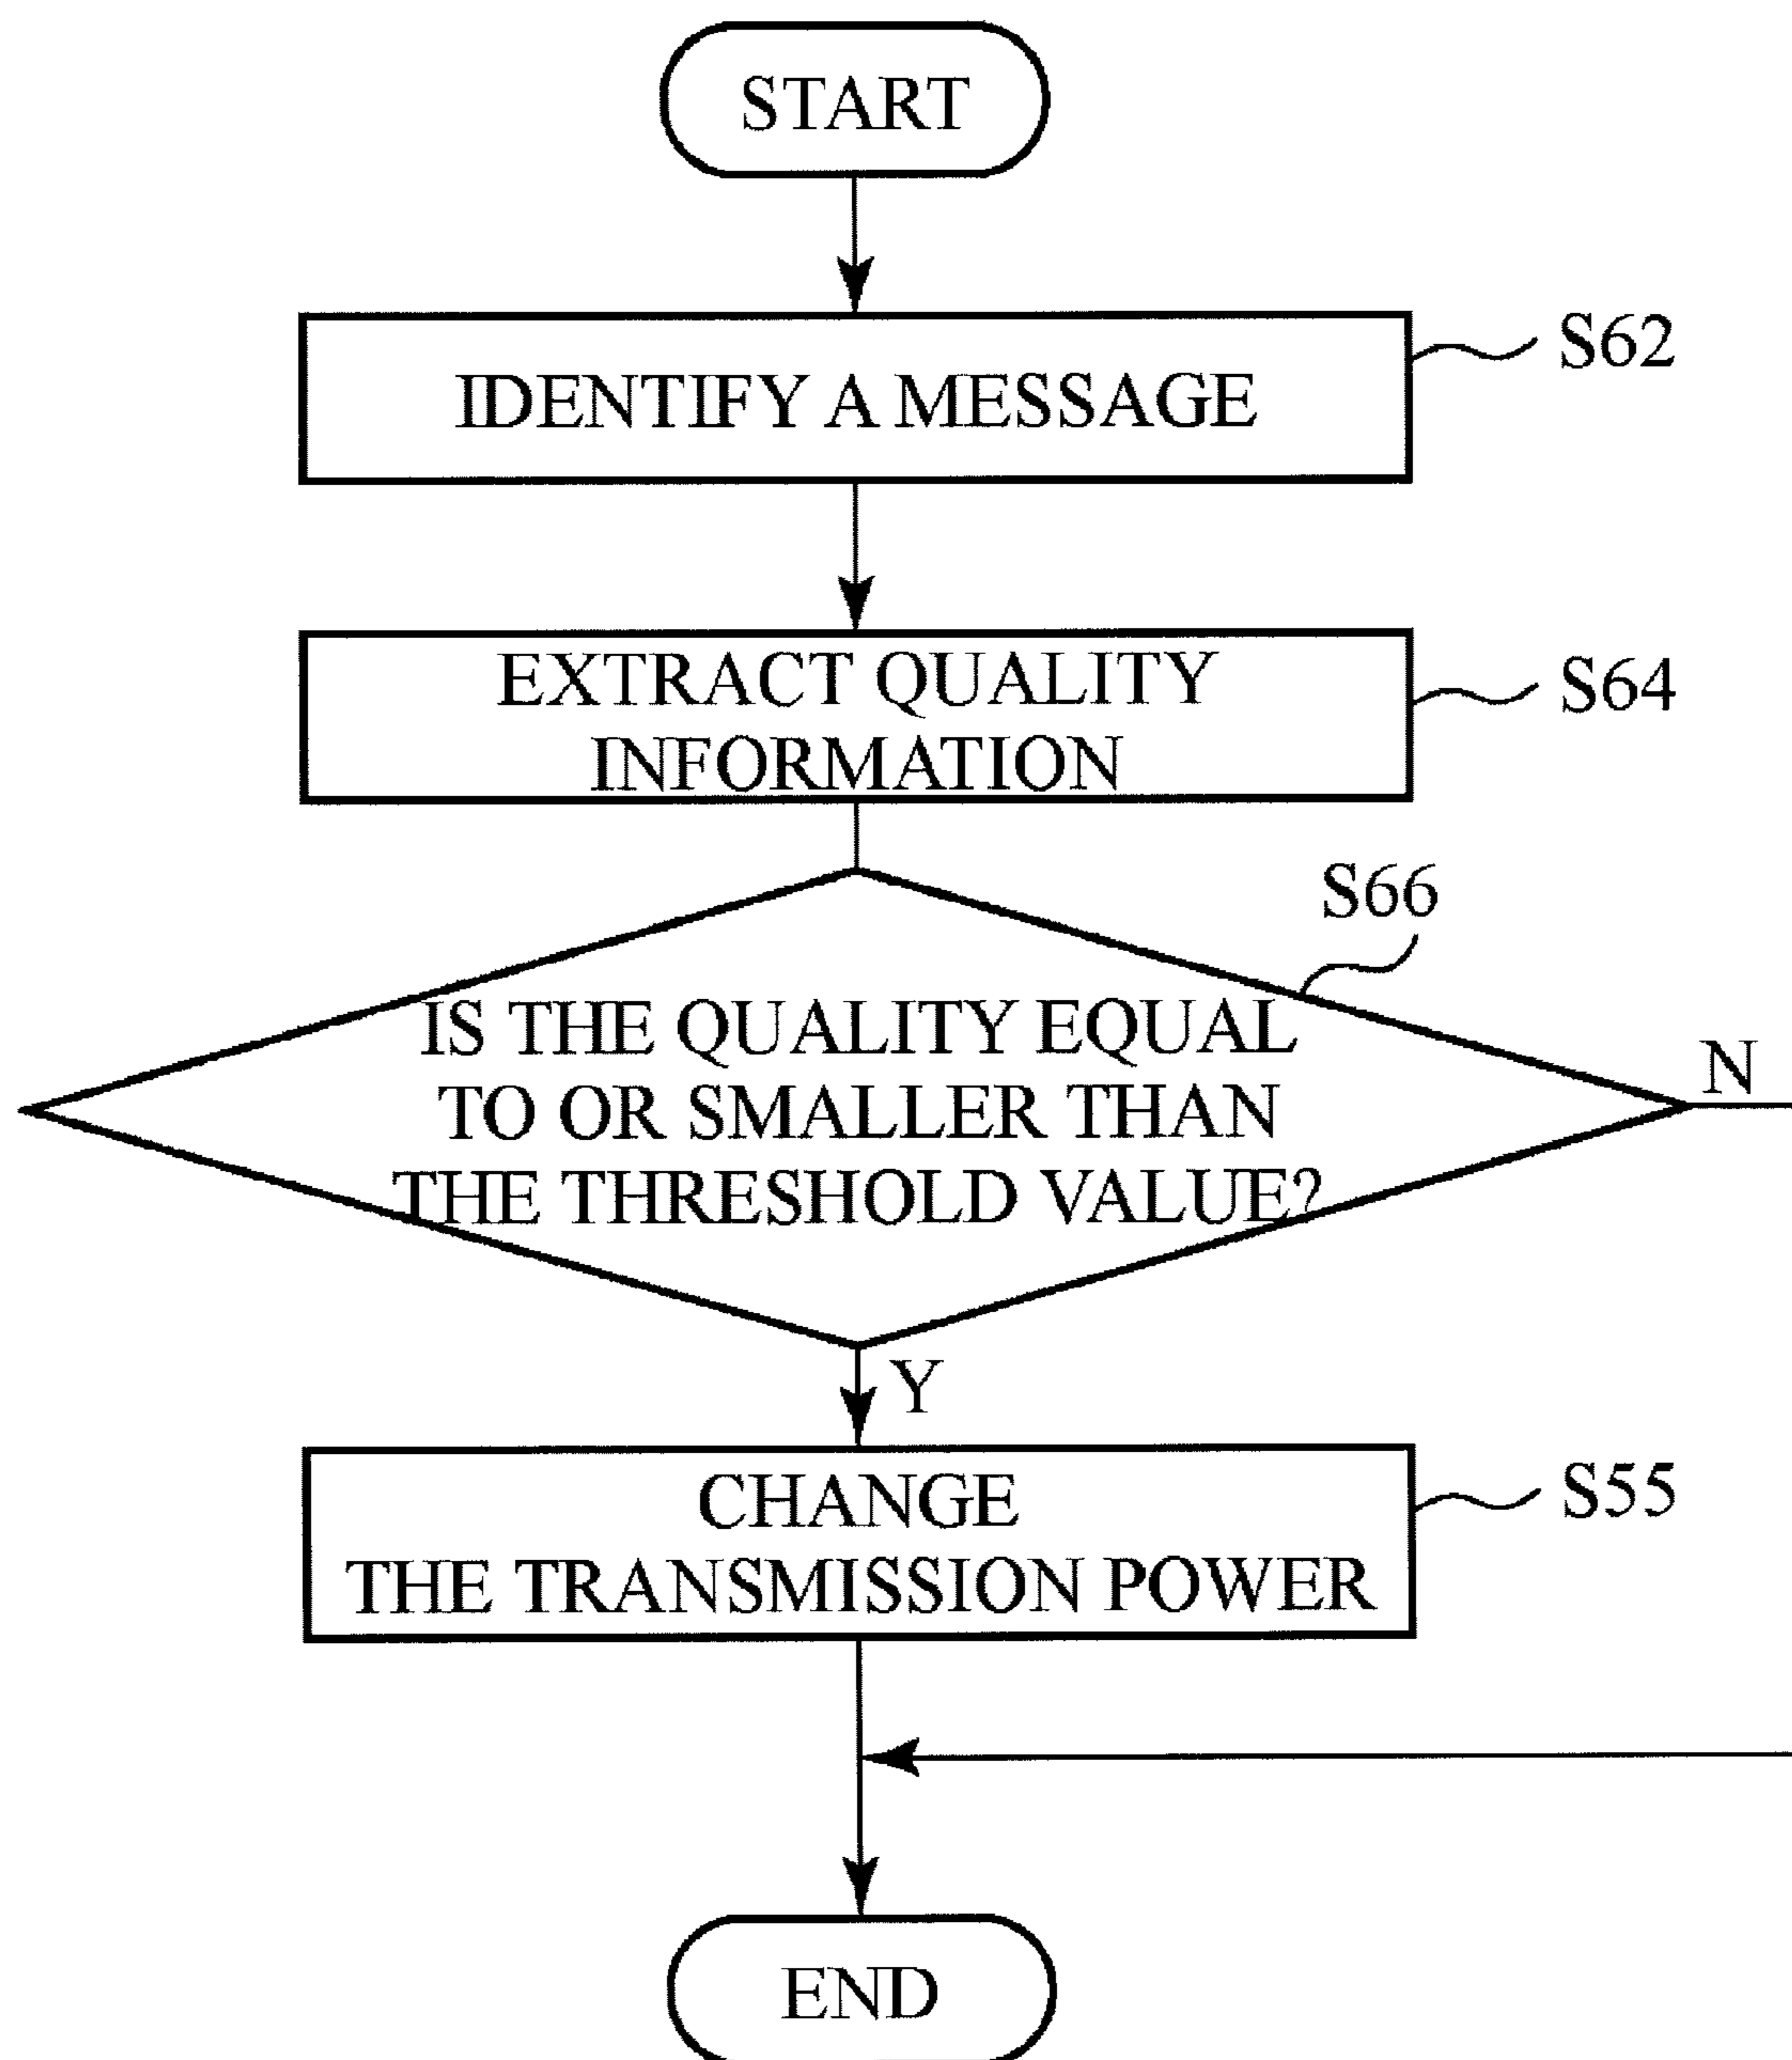 START
IDENTIFY A MESSAGE
S62
EXTRACT QUALITY
INFORMATION
S64
S66
IS THE QUALITY EQUAL
TO OR SMALLER THAN
THE THRESHOLD VALUE?
N
Y
CHANGE
THE TRANSMISSION POWER
S55
END